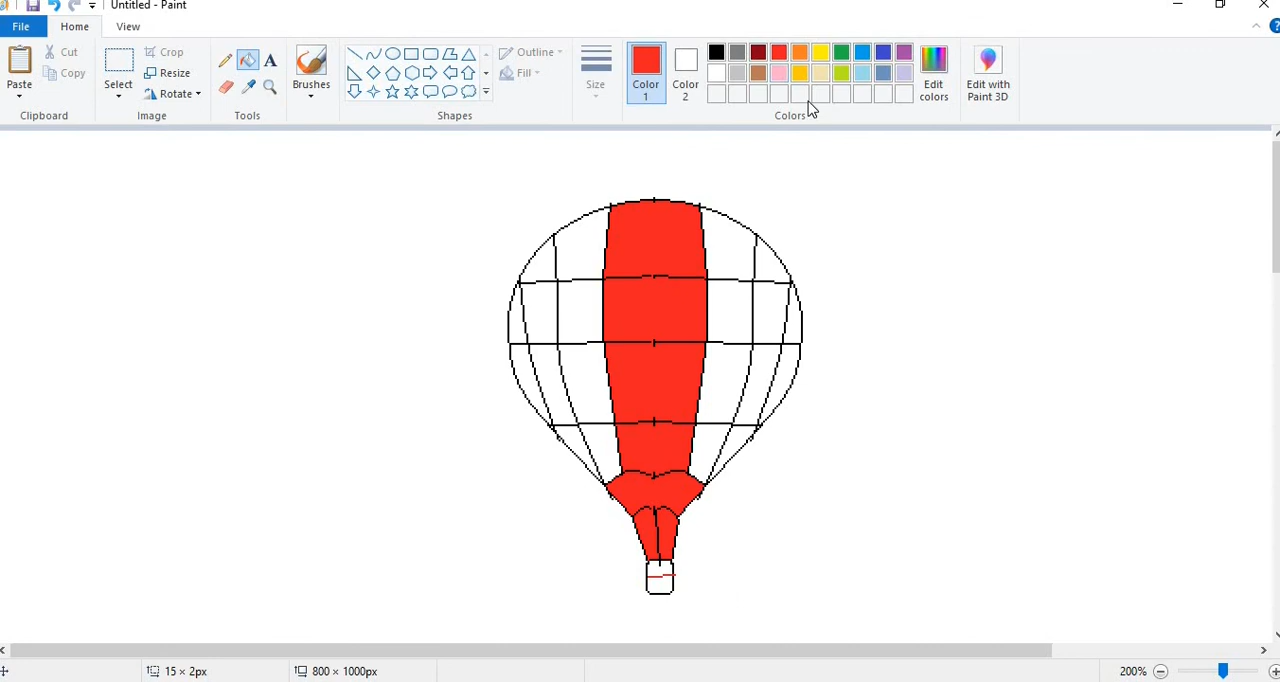 Untitled - Paint
File Home View
Paste
Cut
Copy
Clipboard
Select
Crop
Resize
Rotate
Image
A
Tools
Brushes
Shapes
Outline
Fill
Size
Color 1
Color 2
Colors
Edit colors
Edit with Paint 3D
?
15 × 2px
800 × 1000px
200%